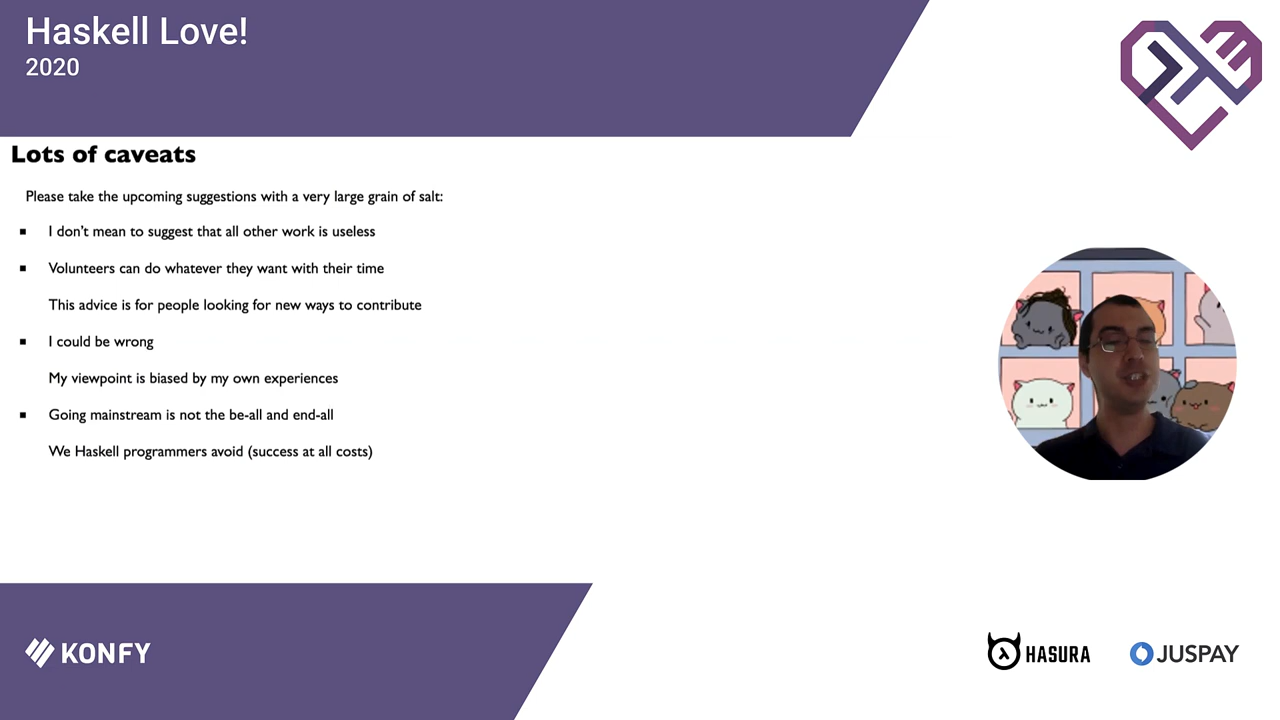 Haskell Love!
2020
Lots of caveats
Please take the upcoming suggestions with a very large grain of salt:
I don't mean to suggest that all other work is useless
Volunteers can do whatever they want with their time
This advice is for people looking for new ways to contribute
I could be wrong
My viewpoint is biased by my own experiences
Going mainstream is not the be-all and end-all
We Haskell programmers avoid (success at all costs)
KONFY
HASURA
JUSPAY